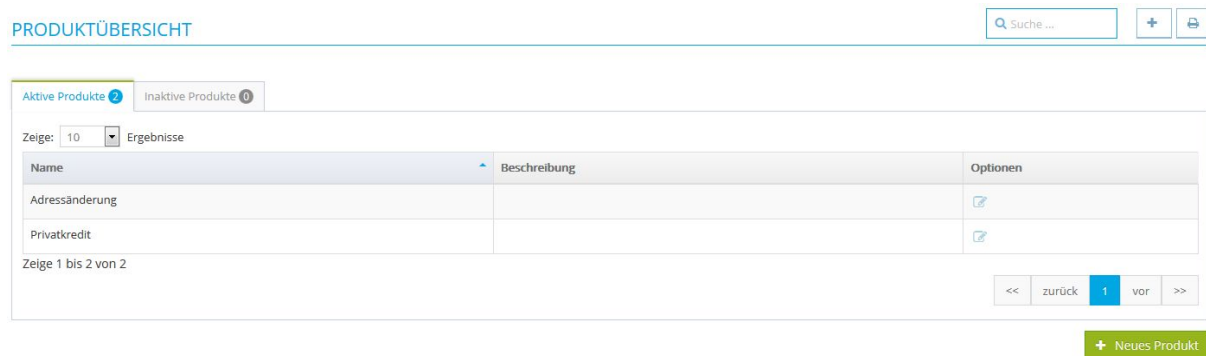 PRODUKTÜBERSICHT
Suche ...
Aktive Produkte 2 Inaktive Produkte 0
Zeige: 10 Ergebnisse
Name Beschreibung Optionen
Adressänderung
Privatkredit
Zeige 1 bis 2 von 2
<< zurück 1 vor >>
+ Neues Produkt